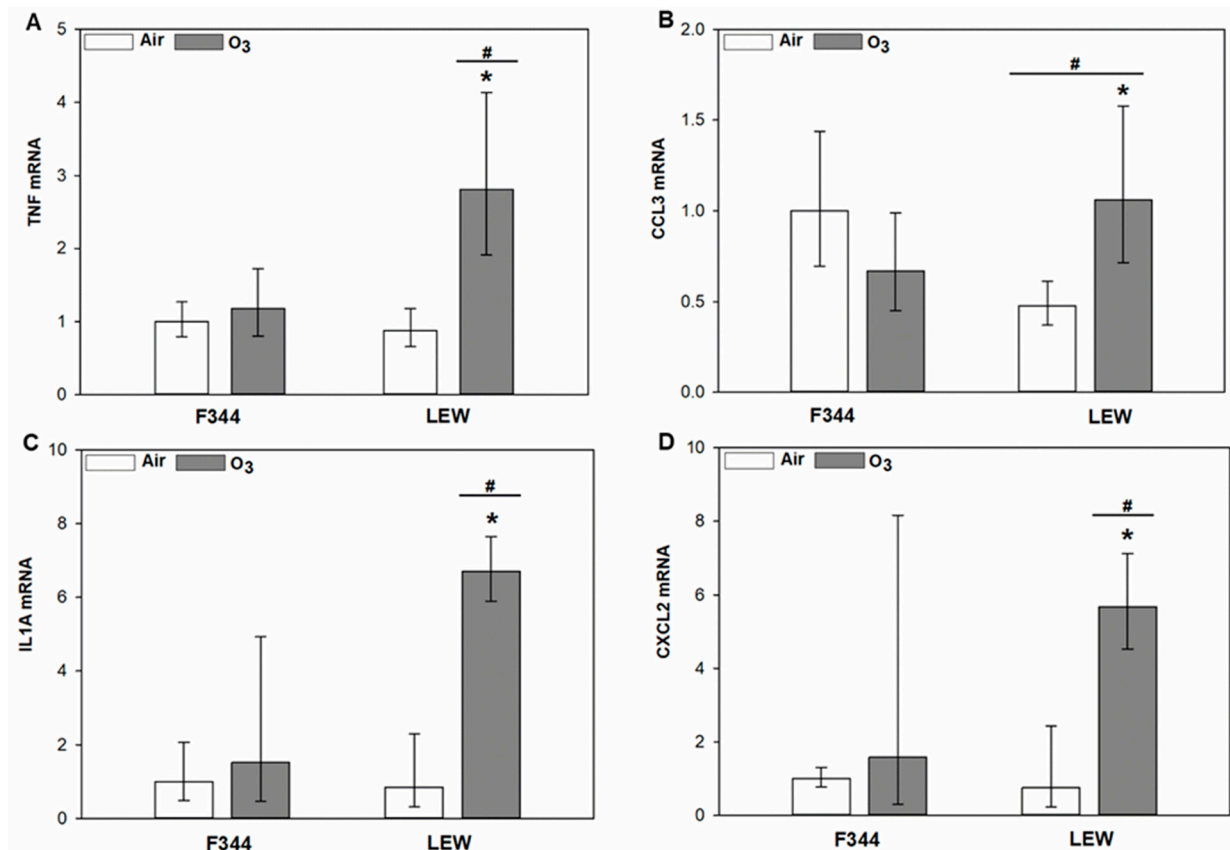 A
TNF mRNA
5
4
3
2
1
0
Air
O3
#
*
F344
LEW
B
CCL3 mRNA
2.0
1.5
1.0
0.5
0.0
Air
O3
#
*
F344
LEW
C
IL1A mRNA
10
8
6
4
2
0
Air
O3
#
*
F344
LEW
D
CXCL2 mRNA
10
8
6
4
2
0
Air
O3
#
*
F344
LEW